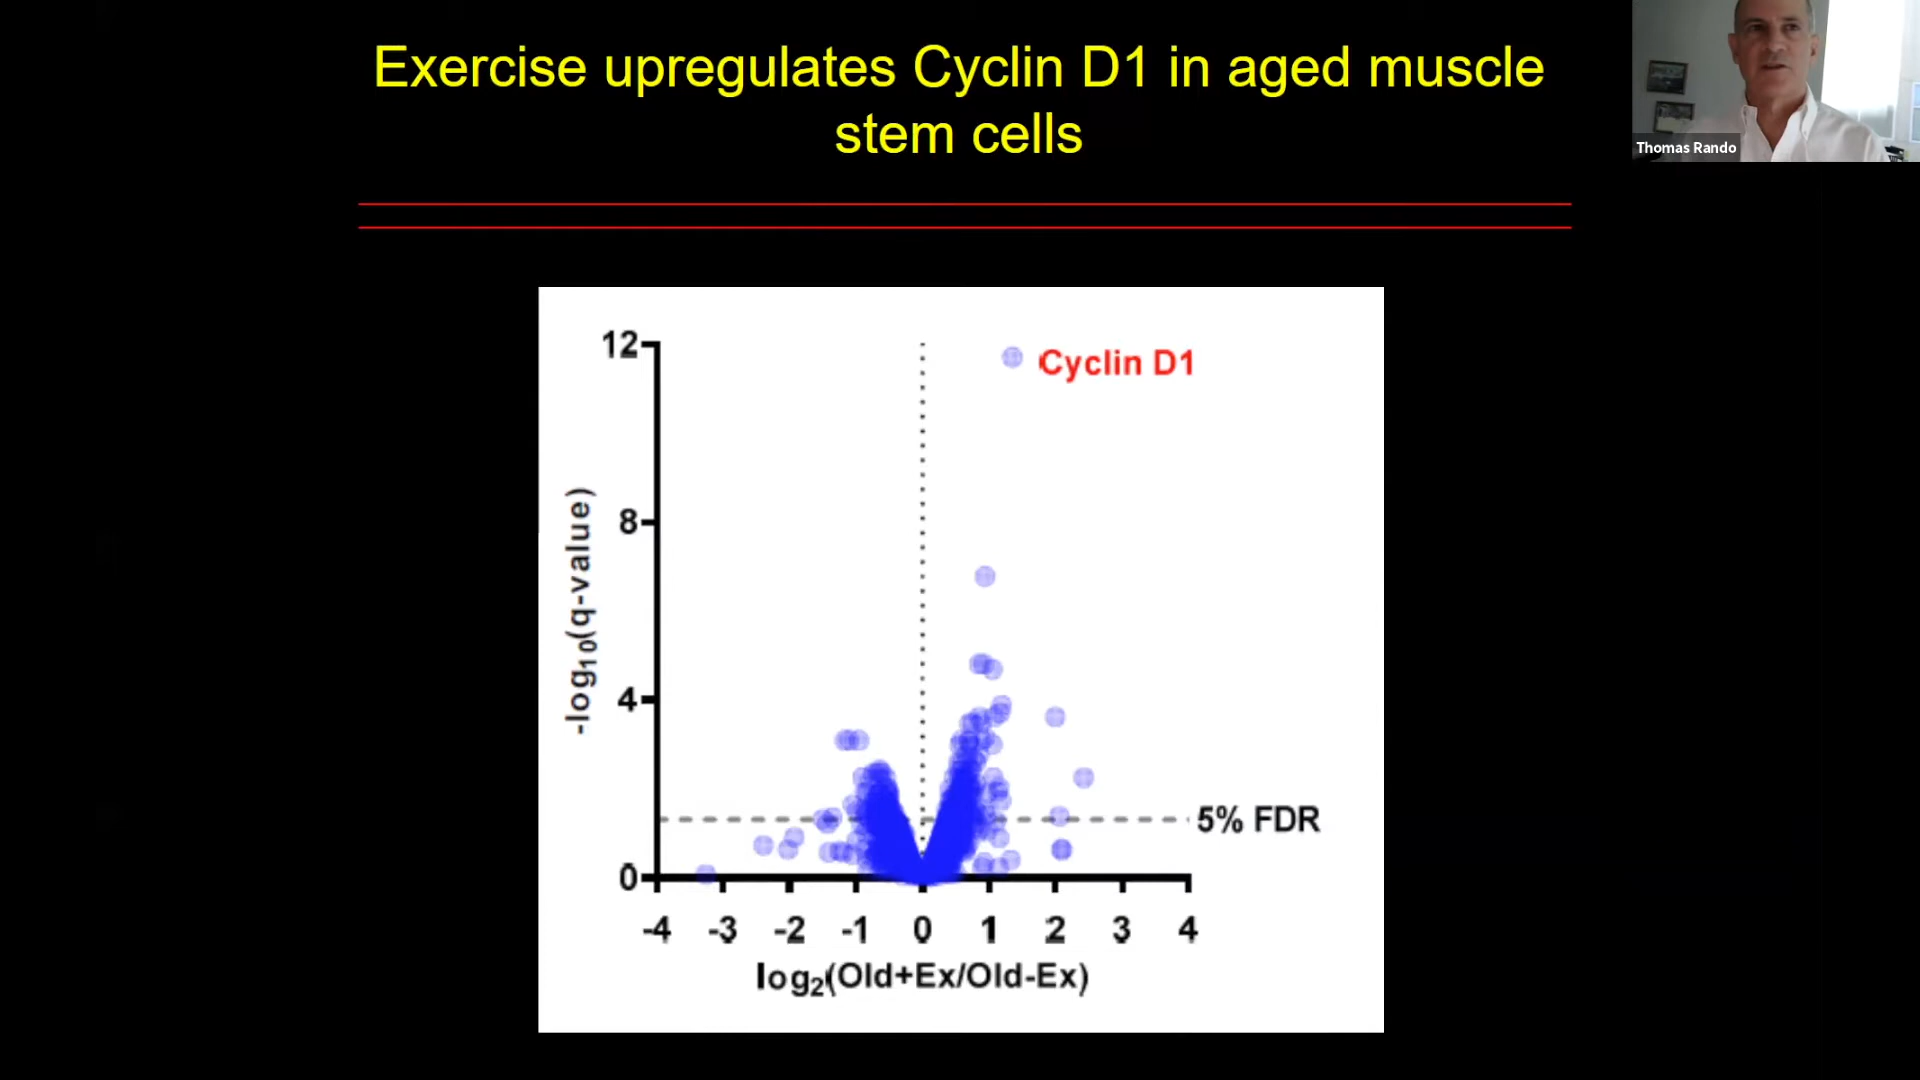 Exercise upregulates Cyclin D1 in aged muscle
stem cells
Thomas Rando
12
Cyclin D1
8
-log10(q-value)
4
5% FDR
0
-4 -3 -2 -1 0 1 2 3 4
log2(Old+Ex/Old-Ex)